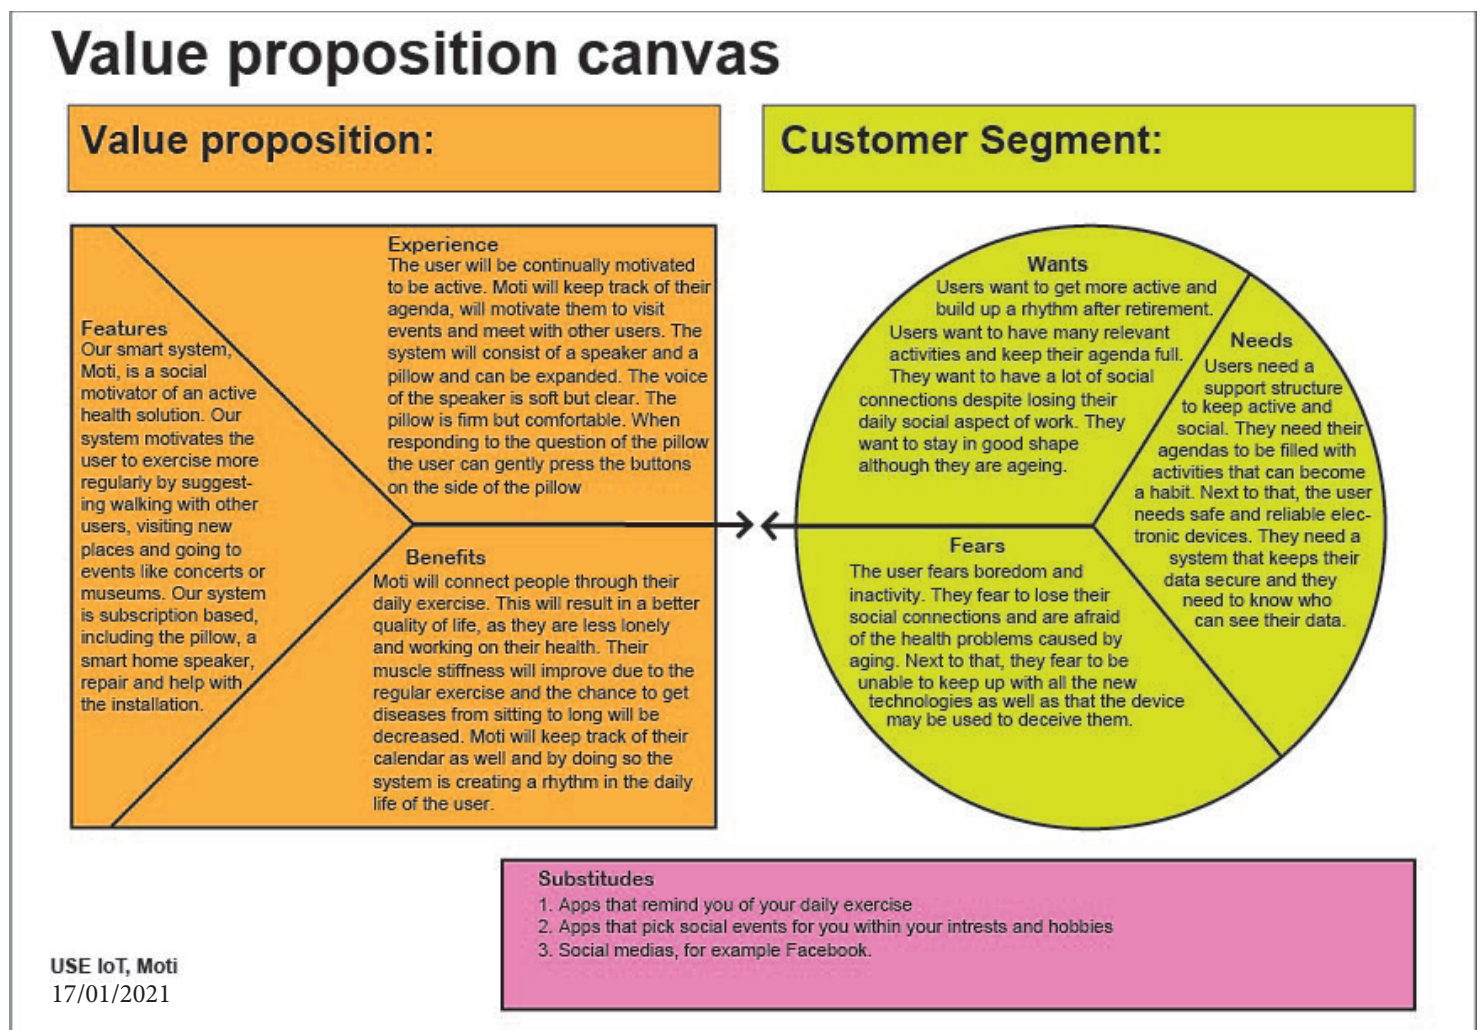 Value proposition canvas
Value proposition:
Customer Segment:
Features
Our smart system,
Moti, is a social
motivator of an active
health solution. Our
system motivates the
user to exercise more
regularly by suggest-
ing walking with other
users, visiting new
places and going to
events like concerts or
museums. Our system
is subscription based,
including the pillow, a
smart home speaker,
repair and help with
the installation.
Experience
The user will be continually motivated
to be active. Moti will keep track of their
agenda, will motivate them to visit
events and meet with other users. The
system will consist of a speaker and a
pillow and can be expanded. The voice
of the speaker is soft but clear. The
pillow is firm but comfortable. When
responding to the question of the pillow
the user can gently press the buttons
on the side of the pillow
Benefits
Moti will connect people through their
daily exercise. This will result in a better
quality of life, as they are less lonely
and working on their health. Their
muscle stiffness will improve due to the
regular exercise and the chance to get
diseases from sitting to long will be
decreased. Moti will keep track of their
calendar as well and by doing so the
system is creating a rhythm in the daily
life of the user.
Wants
Users want to get more active and
build up a rhythm after retirement.
Users want to have many relevant
activities and keep their agenda full.
They want to have a lot of social
connections despite losing their
daily social aspect of work. They
want to stay in good shape
although they are ageing.
Needs
Users need a
support structure
to keep active and
social. They need their
agendas to be filled with
activities that can become
a habit. Next to that, the user
needs safe and reliable elec-
tronic devices. They need a
system that keeps their
data secure and they
need to know who
can see their data.
Fears
The user fears boredom and
inactivity. They fear to lose their
social connections and are afraid
of the health problems caused by
aging. Next to that, they fear to be
unable to keep up with all the new
technologies as well as that the device
may be used to deceive them.
Substitudes
1. Apps that remind you of your daily exercise
2. Apps that pick social events for you within your intrests and hobbies
3. Social medias, for example Facebook.
USE IoT, Moti
17/01/2021